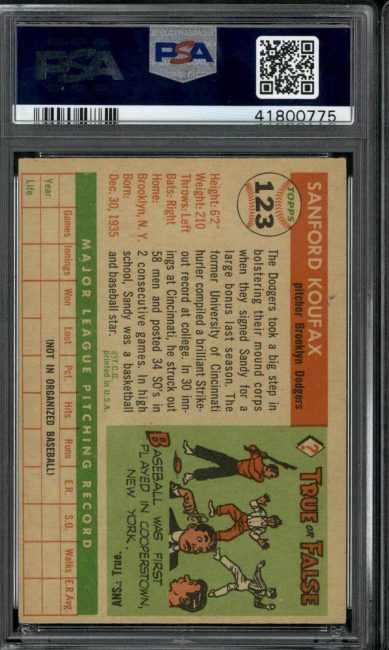 PSA
PSA
41800775
SANFORD KOUFAX
pitcher Brooklyn Dodgers
TOPPS
123
Height: 6'2"
Weight: 210
Throws: Left
Bats: Right
Home:
Brooklyn, N. Y.
Born:
Dec. 30, 1935
The Dodgers took a big step in
bolstering their mound corps
when they signed Sandy for a
large bonus last season. The
former University of Cincinnati
hurler compiled a brilliant Strike-
out record at college. In 30 inn-
ings at Cincinnati, he struck out
58 men and posted 34 SO's in
2 consecutive games. In high
school, Sandy was a basketball
and baseball star.
©T.C.G.
printed in U.S.A.
?
TRUE OR FALSE
BASEBALL WAS FIRST
PLAYED IN COOPERSTOWN,
NEW YORK.
ANS.: True.
MAJOR LEAGUE PITCHING RECORD
Games Innings Won Lost Pct. Hits Runs E.R. S.O. Walks E.R.Avg.
Year
(NOT IN ORGANIZED BASEBALL)
Life